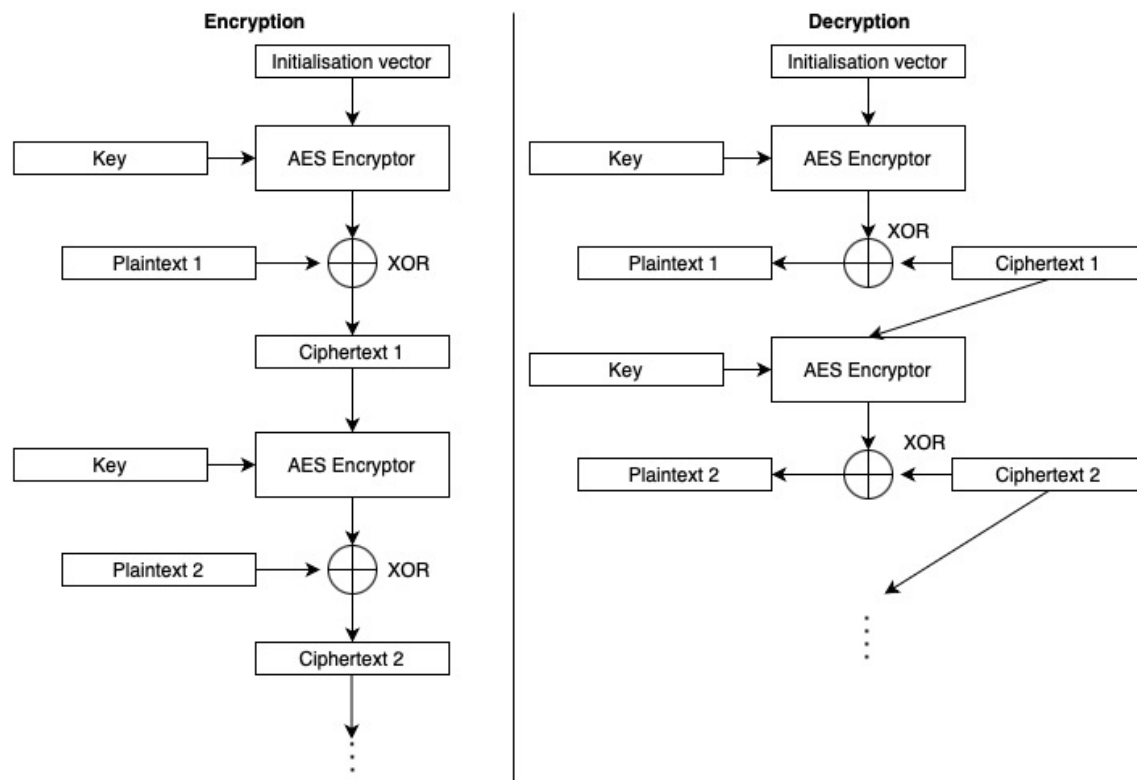 Encryption
Initialisation vector
Key
AES Encryptor
Plaintext 1
XOR
Ciphertext 1
Key
AES Encryptor
Plaintext 2
XOR
Ciphertext 2
Decryption
Initialisation vector
Key
AES Encryptor
XOR
Plaintext 1
Ciphertext 1
Key
AES Encryptor
XOR
Plaintext 2
Ciphertext 2